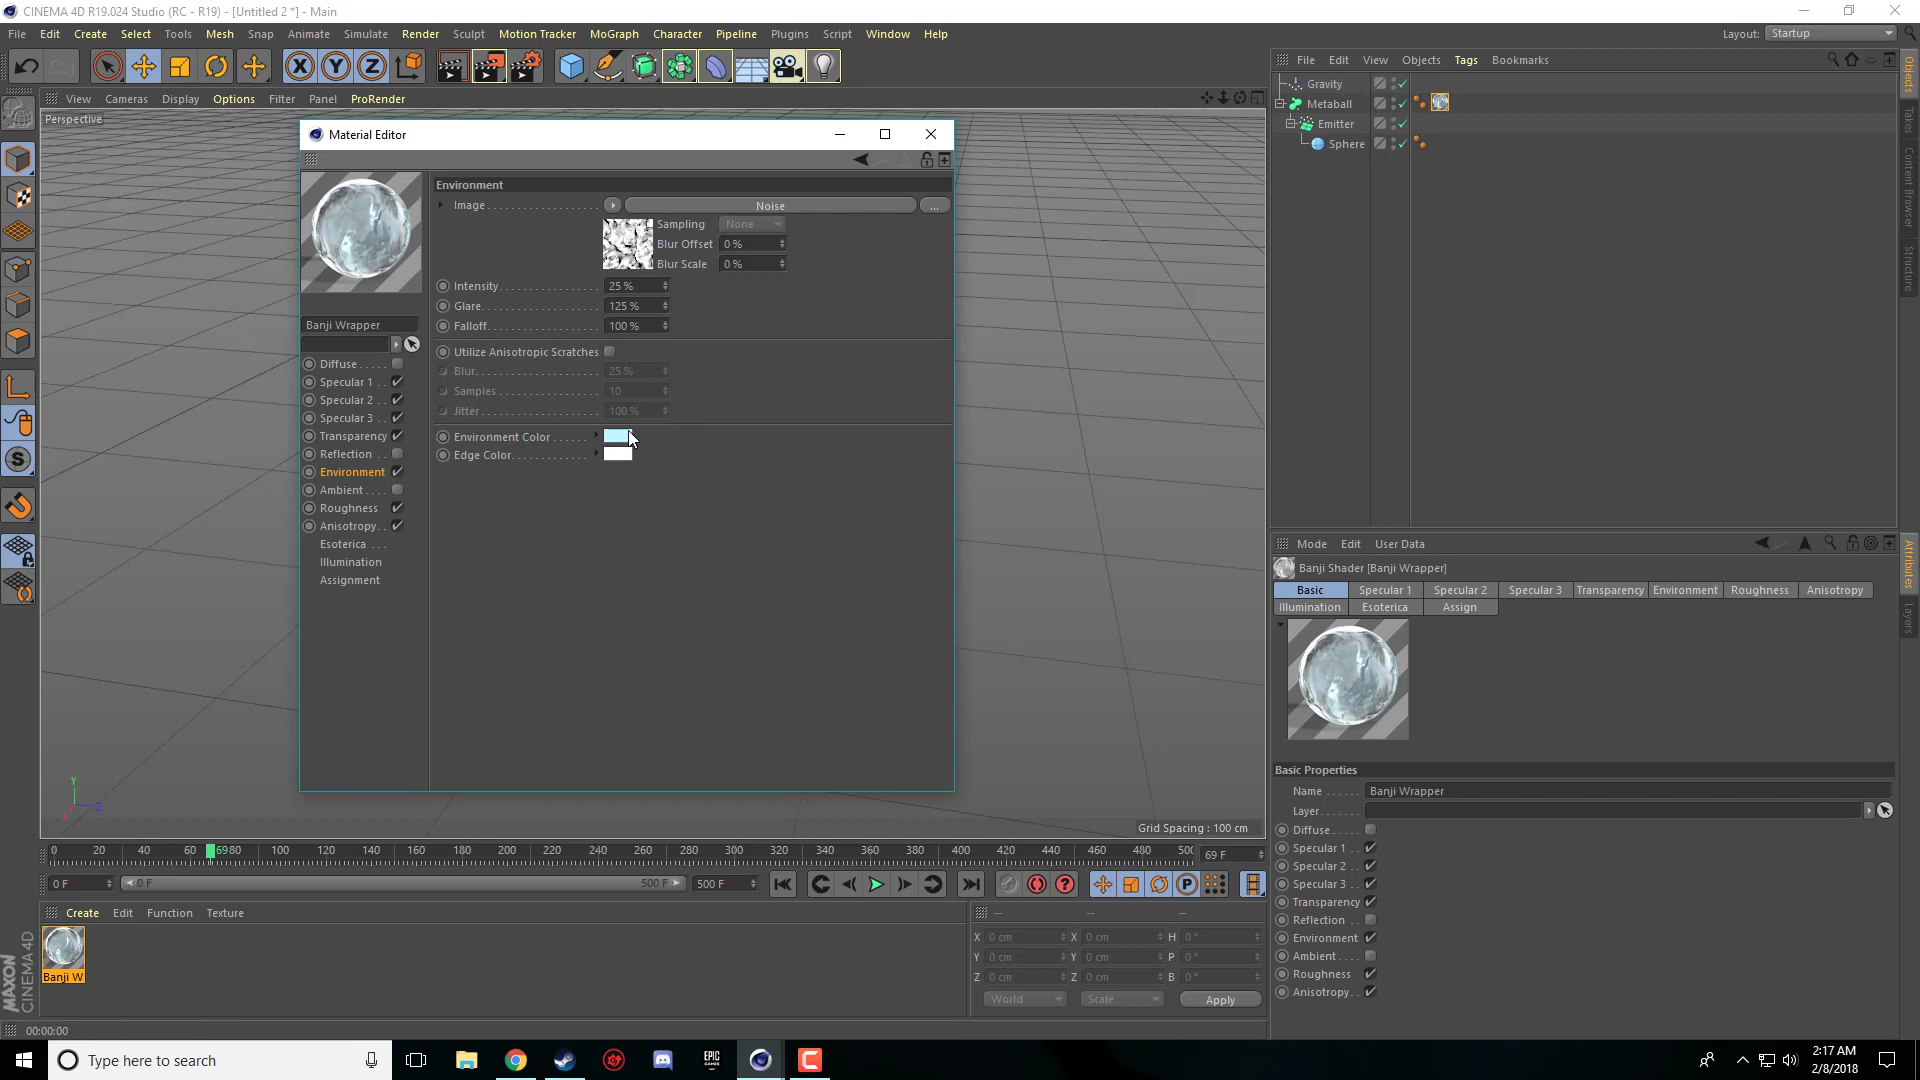 CINEMA 4D R19.024 Studio (RC - R19) - [Untitled 2 *] - Main
File Edit Create Select Tools Mesh Snap Animate Simulate Render Sculpt Motion Tracker MoGraph Character Pipeline Plugins Script Window Help
Layout: Startup
X Y Z
View Cameras Display Options Filter Panel ProRender
Perspective
Material Editor
Environment
Image Noise ...
Sampling None
Blur Offset 0 %
Blur Scale 0 %
Intensity 25 %
Glare 125 %
Falloff 100 %
Utilize Anisotropic Scratches
Blur 25 %
Samples 10
Jitter 100 %
Environment Color
Edge Color
Banji Wrapper
Diffuse
Specular 1
Specular 2
Specular 3
Transparency
Reflection
Environment
Ambient
Roughness
Anisotropy
Esoterica
Illumination
Assignment
Y
Z
X
Grid Spacing : 100 cm
File Edit View Objects Tags Bookmarks
Gravity
Metaball
Emitter
Sphere
Objects
Takes
Content Browser
Structure
Mode Edit User Data
Banji Shader [Banji Wrapper]
Basic Specular 1 Specular 2 Specular 3 Transparency Environment Roughness Anisotropy
Illumination Esoterica Assign
Attributes
Layers
Basic Properties
Name Banji Wrapper
Layer
Diffuse
Specular 1
Specular 2
Specular 3
Transparency
Reflection
Environment
Ambient
Roughness
Anisotropy
0 20 40 60 6980 100 120 140 160 180 200 220 240 260 280 300 320 340 360 380 400 420 440 460 480 500 69 F
0 F 0 F 500 F 500 F
Create Edit Function Texture
Banji W
MAXON
CINEMA 4D
-- -- --
X 0 cm X 0 cm H 0 °
Y 0 cm Y 0 cm P 0 °
Z 0 cm Z 0 cm B 0 °
World Scale Apply
00:00:00
Type here to search
EPIC
GAMES
2:17 AM
2/8/2018